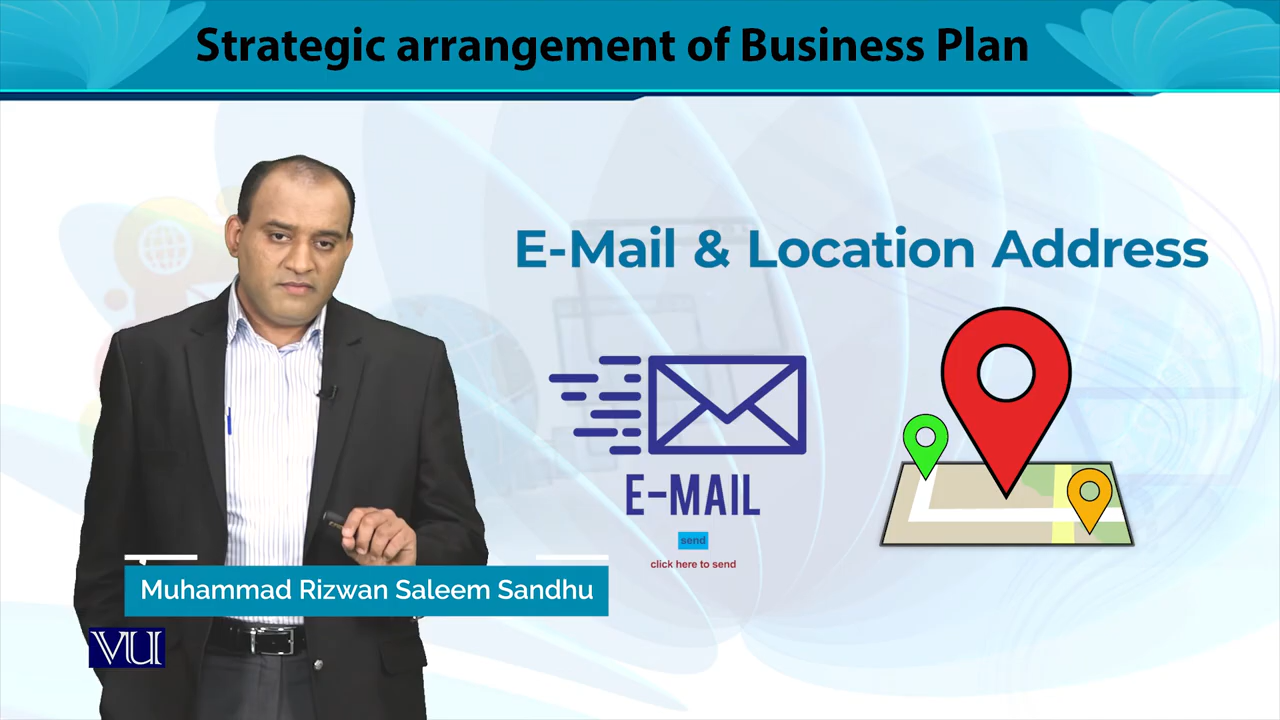 Strategic arrangement of Business Plan
E-Mail & Location Address
E-MAIL
send
click here to send
Muhammad Rizwan Saleem Sandhu
VU